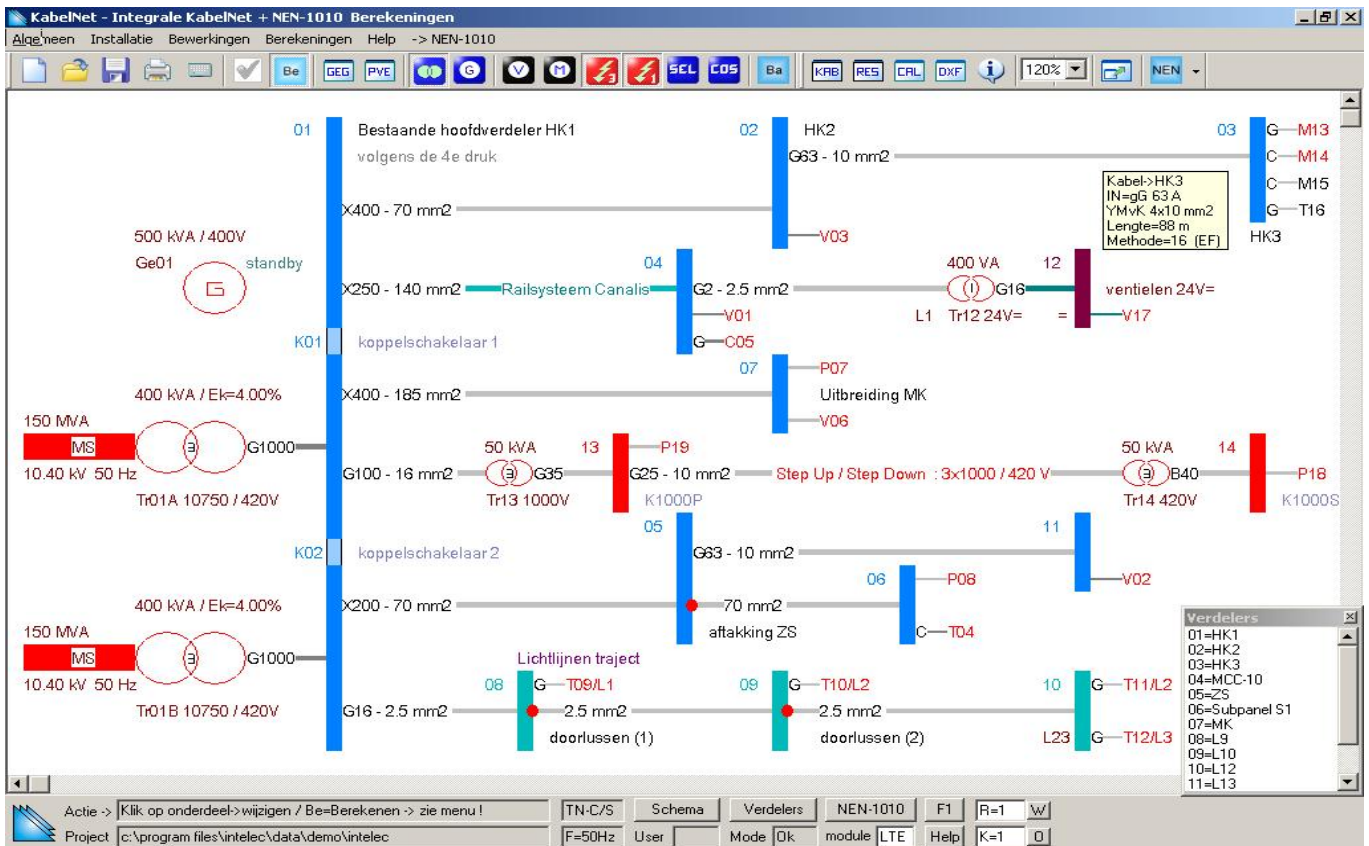 KabelNet - Integrale KabelNet + NEN-1010 Berekeningen
Algemeen Installatie Bewerkingen Berekeningen Help -> NEN-1010
Be GEG PVE G V M 3 1 SEL COS Ba KAB RES CAL DXF i 120% NEN
01 Bestaande hoofdverdeler HK1 02 HK2 03 G M13
volgens de 4e druk G63 - 10 mm2 C M14
Kabel->HK3
IN=gG 63 A
YMvK 4x10 mm2
Lengte=88 m
Methode=16 (EF)
C M15
X400 - 70 mm2 G T16
500 kVA / 400V V03 HK3
Ge01 standby 04 400 VA 12
G X250 - 140 mm2 Railsysteem Canalis G2 - 2.5 mm2 G16 ventielen 24V=
V01 L1 Tr12 24V= = V17
K01 koppelschakelaar 1 G C05
07 P07
400 kVA / Ek=4.00% X400 - 185 mm2 Uitbreiding MK
150 MVA V06
MS 3 G1000 50 kVA 13 P19 50 kVA 14
10.40 kV 50 Hz G100 - 16 mm2 3 G35 G25 - 10 mm2 Step Up / Step Down : 3x1000 / 420 V 3 B40 P18
Tr01A 10750 / 420V Tr13 1000V K1000P Tr14 420V K1000S
05 11
K02 koppelschakelaar 2 G63 - 10 mm2
06 P08 V02
400 kVA / Ek=4.00% X200 - 70 mm2 70 mm2
150 MVA aftakking ZS C T04
MS 3 G1000 Lichtlijnen traject
10.40 kV 50 Hz 08 G T09/L1 09 G T10/L2 10 G T11/L2
Tr01B 10750 / 420V G16 - 2.5 mm2 2.5 mm2 2.5 mm2
doorlussen (1) doorlussen (2) L23 G T12/L3
Verdelers
01=HK1
02=HK2
03=HK3
04=MCC-10
05=ZS
06=Subpanel S1
07=MK
08=L9
09=L10
10=L12
11=L13
Actie -> Klik op onderdeel->wijzigen / Be=Berekenen -> zie menu ! TN-C/S Schema Verdelers NEN-1010 F1 R=1 W
Project c:\program files\intelec\data\demo\intelec F=50Hz User Mode Ok module LTE Help K=1 O